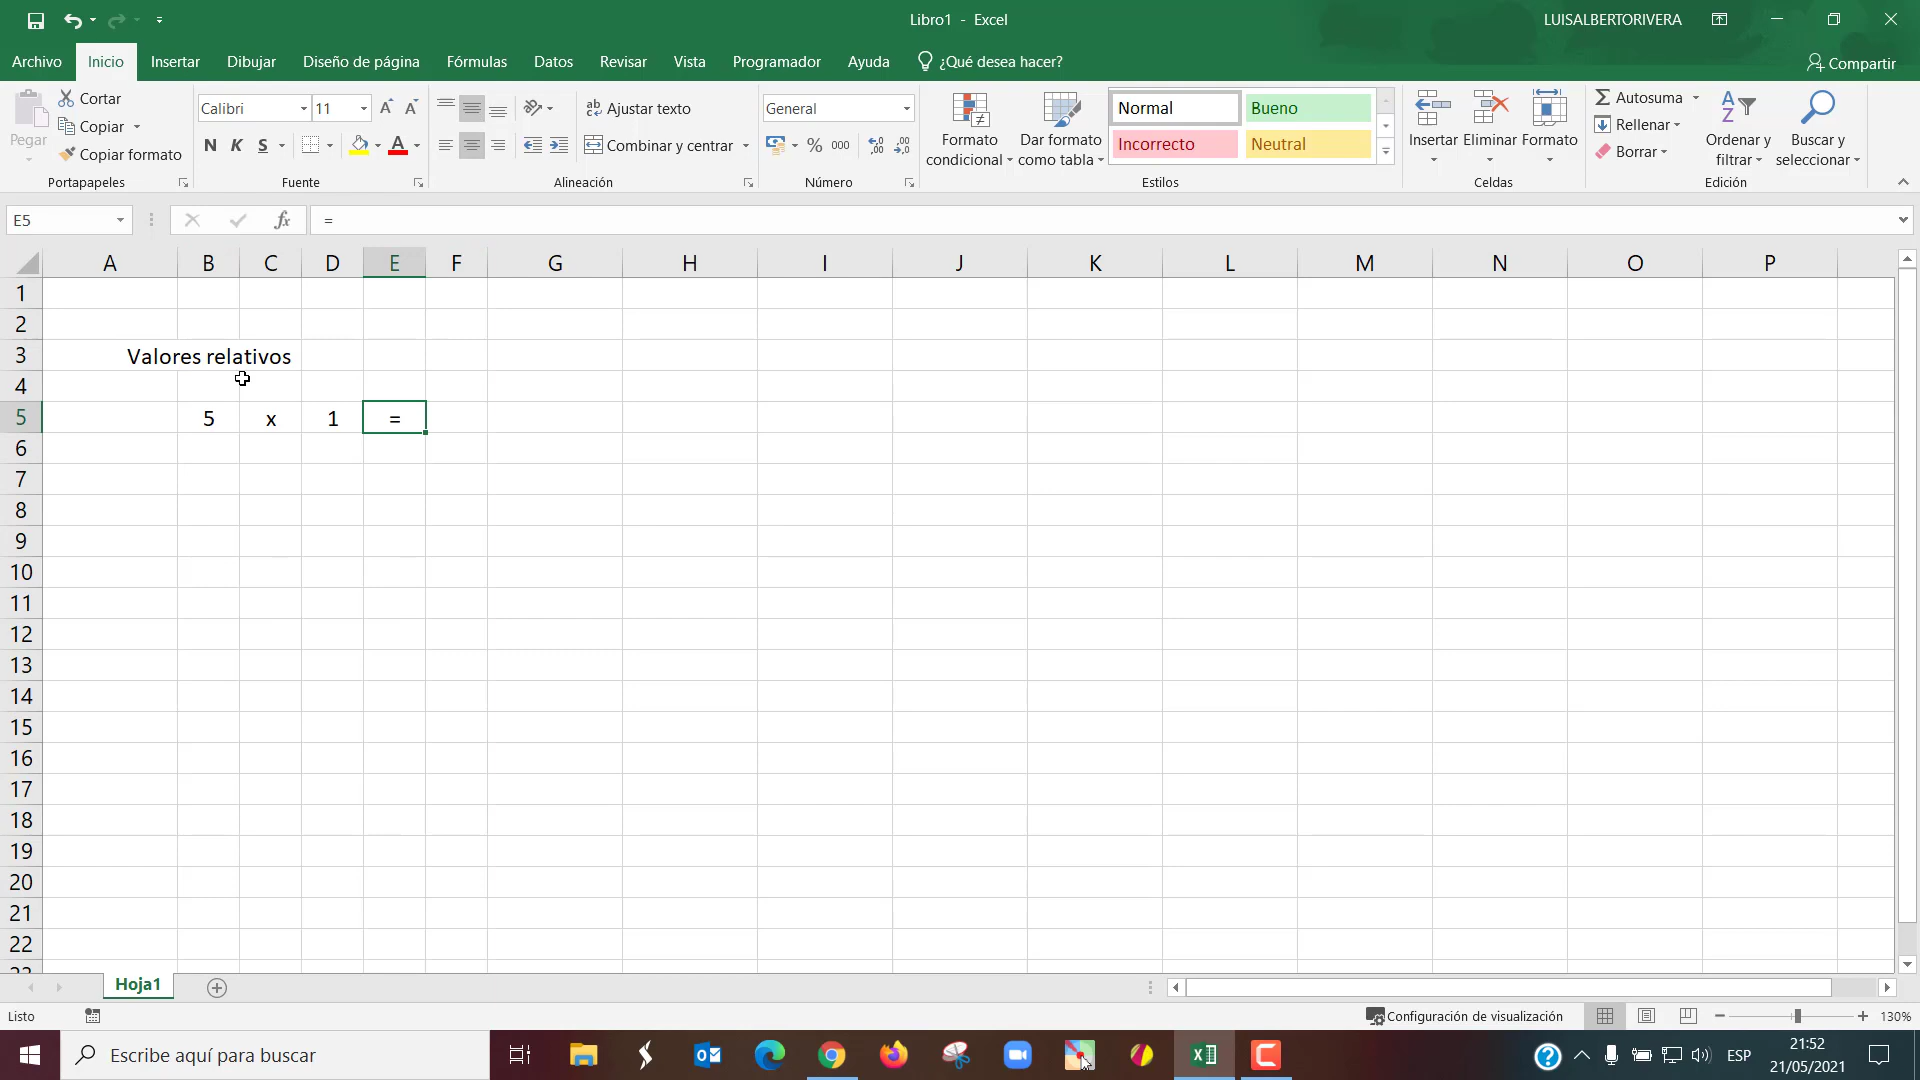 Libro1 - Excel
LUISALBERTORIVERA
Archivo Inicio Insertar Dibujar Diseño de página Fórmulas Datos Revisar Vista Programador Ayuda ¿Qué desea hacer? Compartir
Pegar
Cortar
Copiar
Copiar formato
Portapapeles
Calibri 11
N K S
Fuente
Ajustar texto
Combinar y centrar
Alineación
General
% 000
Número
Formato condicional
Dar formato como tabla
Normal Bueno
Incorrecto Neutral
Estilos
Insertar Eliminar Formato
Celdas
Autosuma
Rellenar
Borrar
Ordenar y filtrar
Buscar y seleccionar
Edición
E5 fx =
A B C D E F G H I J K L M N O P
1
2
3 Valores relativos
4
5 5 x 1 =
6
7
8
9
10
11
12
13
14
15
16
17
18
19
20
21
22
23
Hoja1
Listo Configuración de visualización 130%
Escribe aquí para buscar
ESP
21:52
21/05/2021